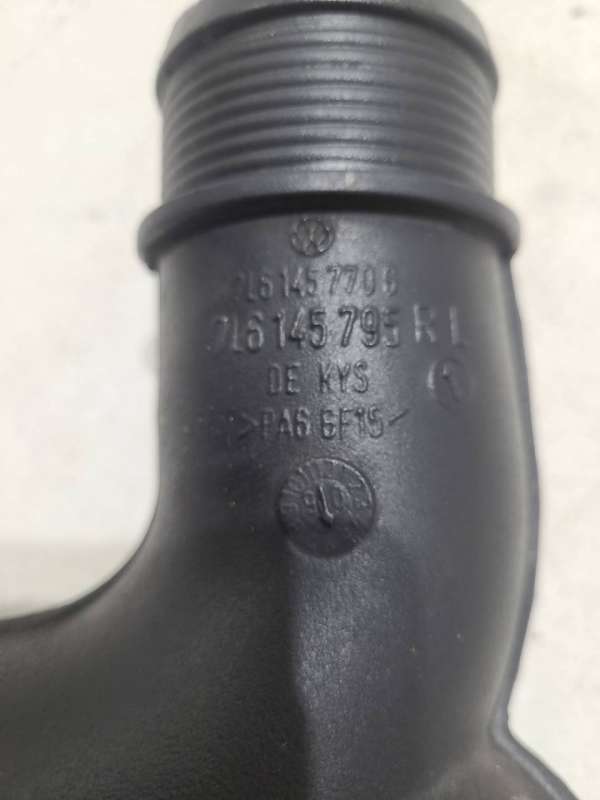 7L6 145 770 G
7L6 145 795 R L
DE KYS
>PA6 GF15<